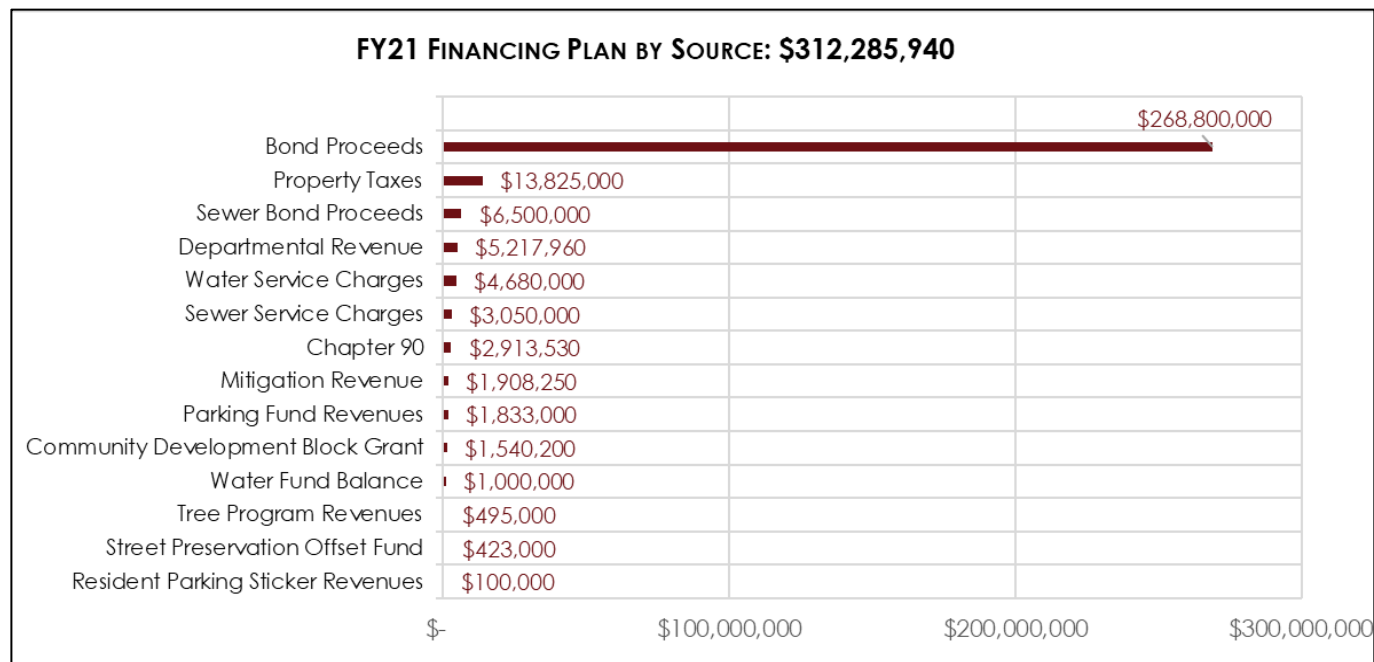 FY21 FINANCING PLAN BY SOURCE: $312,285,940
Bond Proceeds $268,800,000
Property Taxes $13,825,000
Sewer Bond Proceeds $6,500,000
Departmental Revenue $5,217,960
Water Service Charges $4,680,000
Sewer Service Charges $3,050,000
Chapter 90 $2,913,530
Mitigation Revenue $1,908,250
Parking Fund Revenues $1,833,000
Community Development Block Grant $1,540,200
Water Fund Balance $1,000,000
Tree Program Revenues $495,000
Street Preservation Offset Fund $423,000
Resident Parking Sticker Revenues $100,000
$- $100,000,000 $200,000,000 $300,000,000